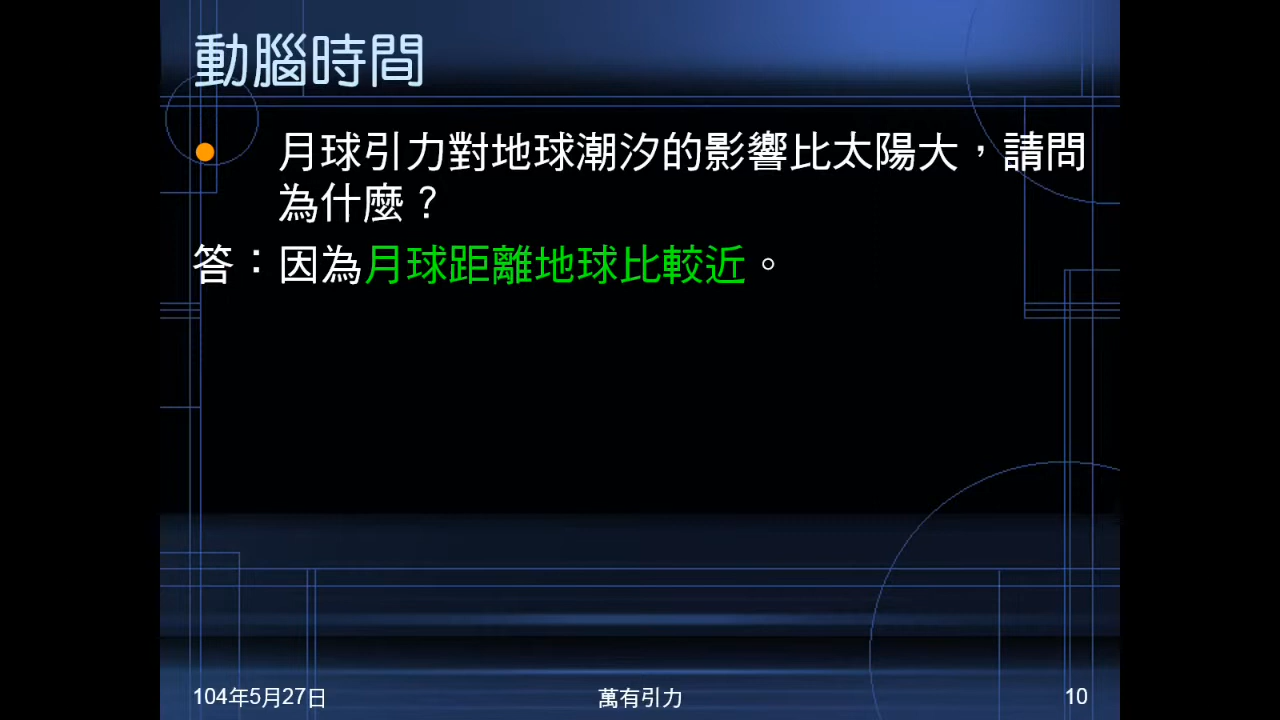 動腦時間
月球引力對地球潮汐的影響比太陽大，請問
為什麼？
答：因為月球距離地球比較近。
104年5月27日
萬有引力
10